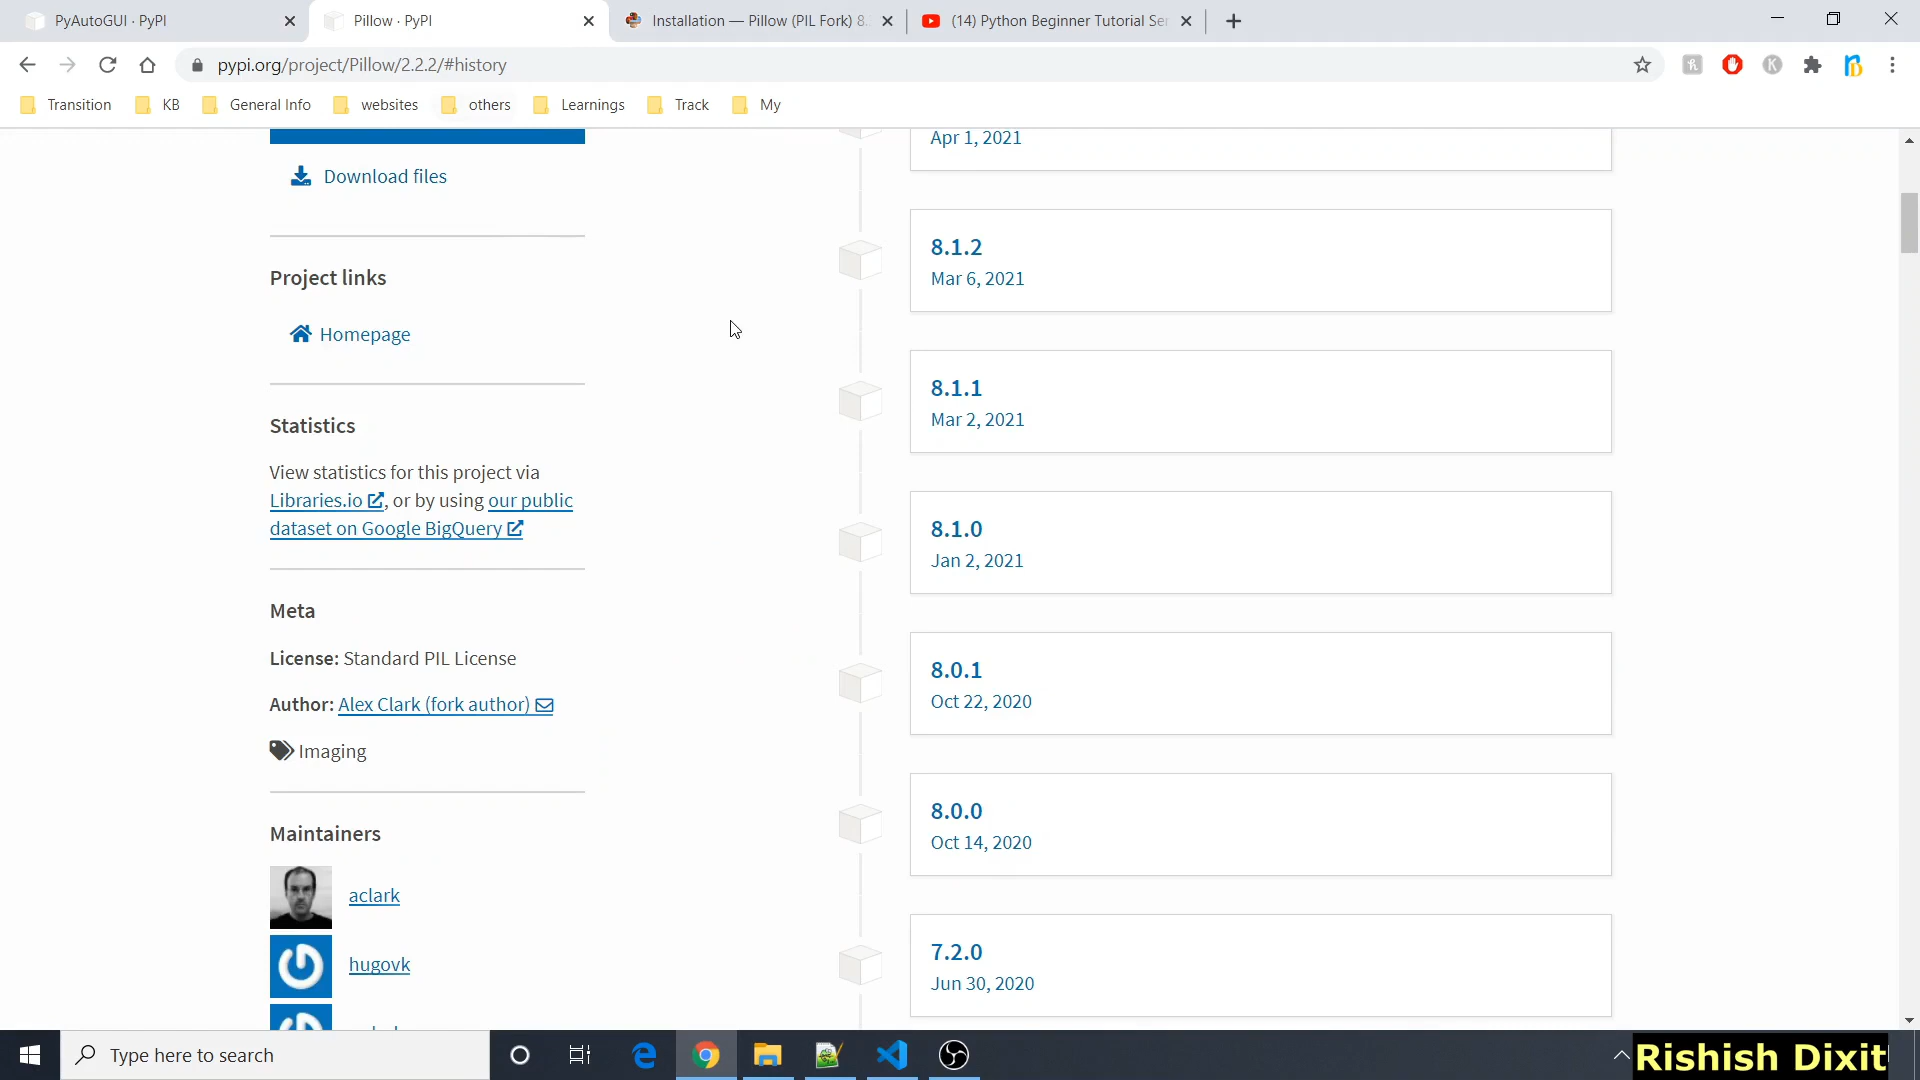 PyAutoGUI · PyPI
Pillow · PyPI
Installation — Pillow (PIL Fork) 8.
(14) Python Beginner Tutorial Ser
pypi.org/project/Pillow/2.2.2/#history
Transition
KB
General Info
websites
others
Learnings
Track
My
Download files
Project links
Homepage
Statistics
View statistics for this project via
Libraries.io, or by using our public
dataset on Google BigQuery
Meta
License: Standard PIL License
Author: Alex Clark (fork author)
Imaging
Maintainers
aclark
hugovk
Apr 1, 2021
8.1.2
Mar 6, 2021
8.1.1
Mar 2, 2021
8.1.0
Jan 2, 2021
8.0.1
Oct 22, 2020
8.0.0
Oct 14, 2020
7.2.0
Jun 30, 2020
Type here to search
Rishish Dixit